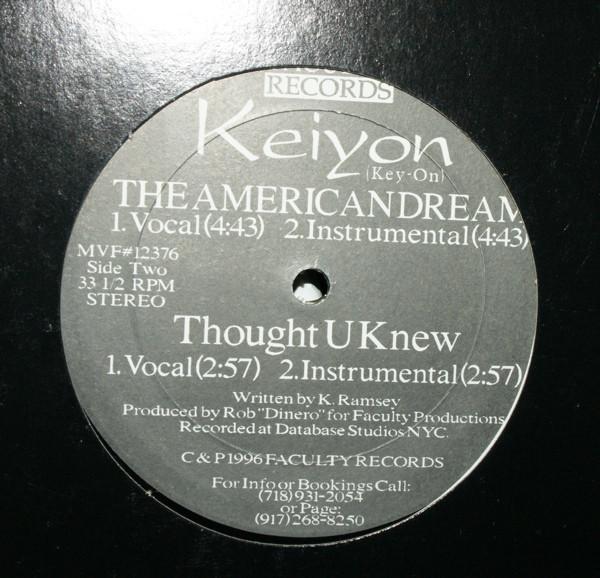 RECORDS
Keiyon
(Key-On)
THE AMERICAN DREAM
1. Vocal (4:43) 2. Instrumental (4:43)
MVF#12376
Side Two
33 1/2 RPM
STEREO
Thought U Knew
1. Vocal (2:57) 2. Instrumental (2:57)
Written by K. Ramsey
Produced by Rob "Dinero" for Faculty Productions
Recorded at Database Studios NYC.
C & P 1996 FACULTY RECORDS
For Info or Bookings Call:
(718) 931-2054
or Page:
(917) 268-8250